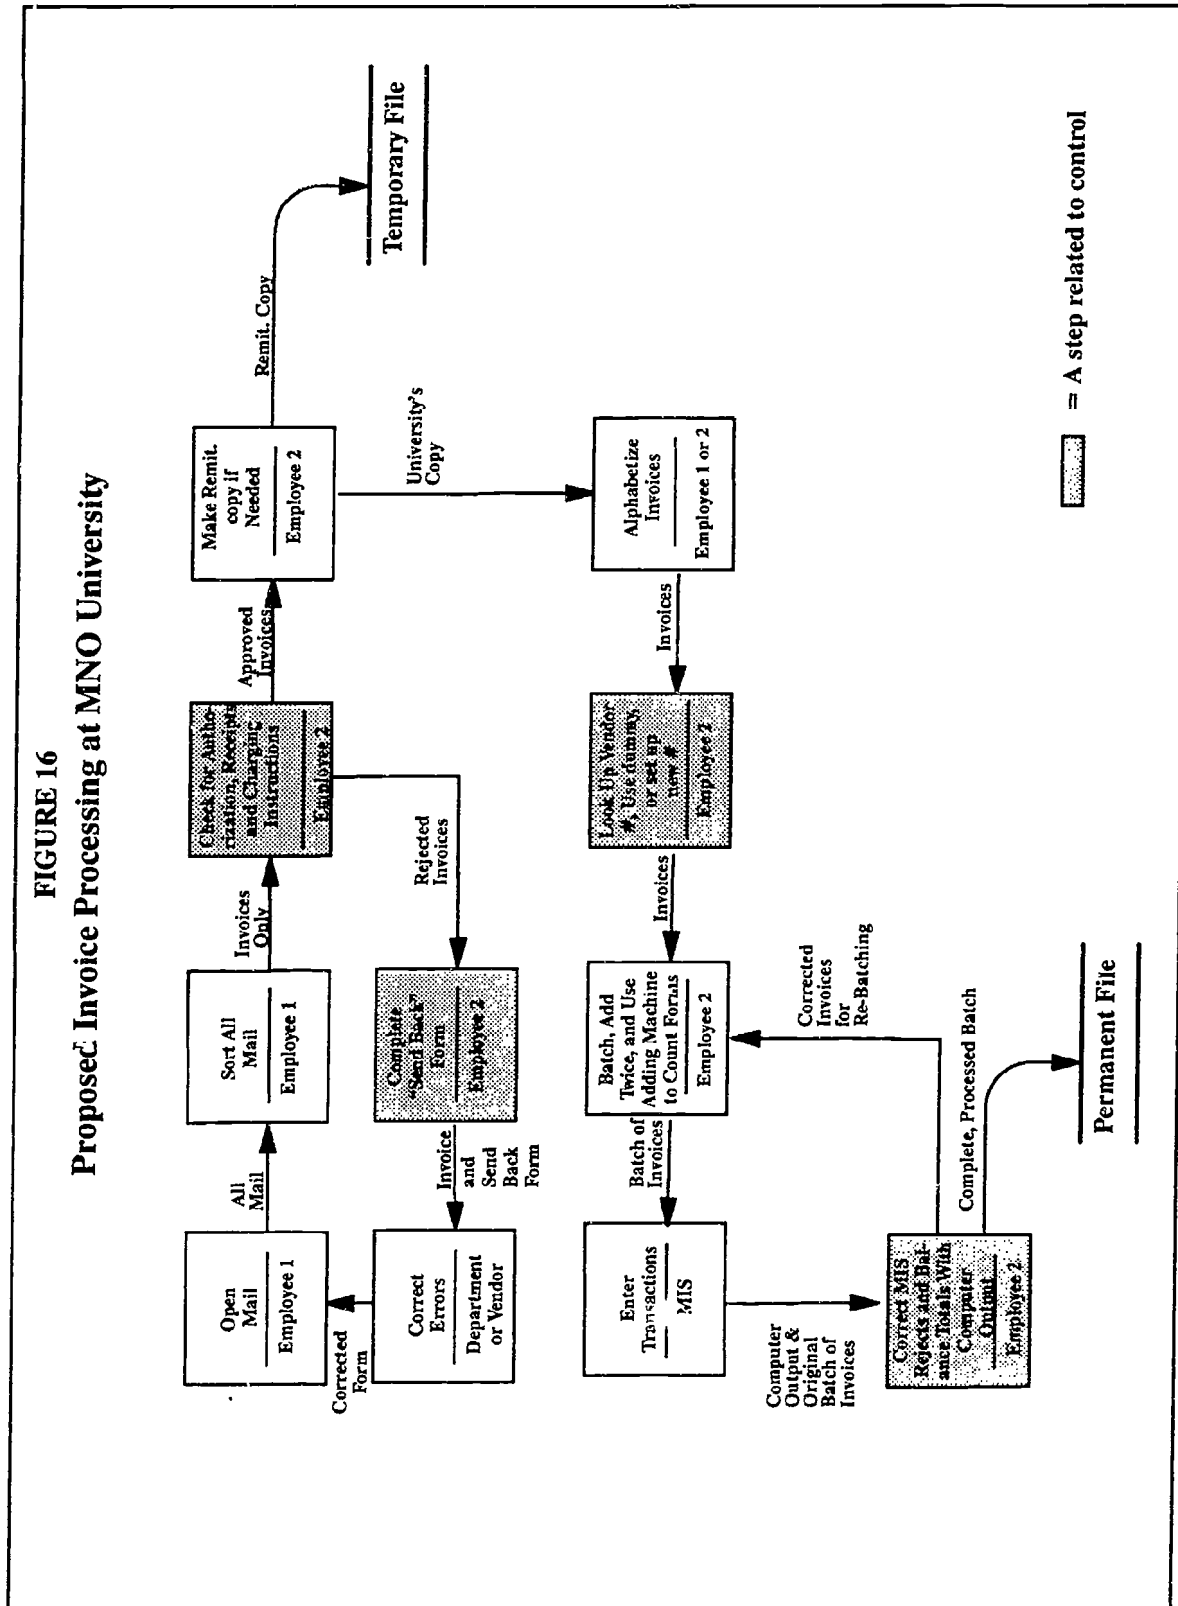 FIGURE 16
Proposed Invoice Processing at MNO University
Open
Mail
Employee 1
All
Mail
Sort All
Mail
Employee 1
Invoices
Only
Check for Autho-
rization, Receipts
and Charging
Instructions
Employee 2
Approved
Invoices
Make Remit.
copy if
Needed
Employee 2
Remit. Copy
Temporary File
Corrected
Form
Correct
Errors
Department
or Vendor
Invoice
and
Send
Back
Form
Complete
“Send Back”
Form
Employee 2
Rejected
Invoices
University's
Copy
Enter
Transactions
MIS
Batch of
Invoices
Batch, Add
Twice, and Use
Adding Machine
to Count Forms
Employee 2
Invoices
Look Up Vendor
#, Use dummy,
or set up
new #
Employee 2
Invoices
Alphabetize
Invoices
Employee 1 or 2
Computer
Output &
Original
Batch of
Invoices
Corrected
Invoices
for
Re-Batching
Correct MIS
Rejects and Bal-
ance Totals With
Computer
Output
Employee 2
Complete, Processed Batch
Permanent File
= A step related to control